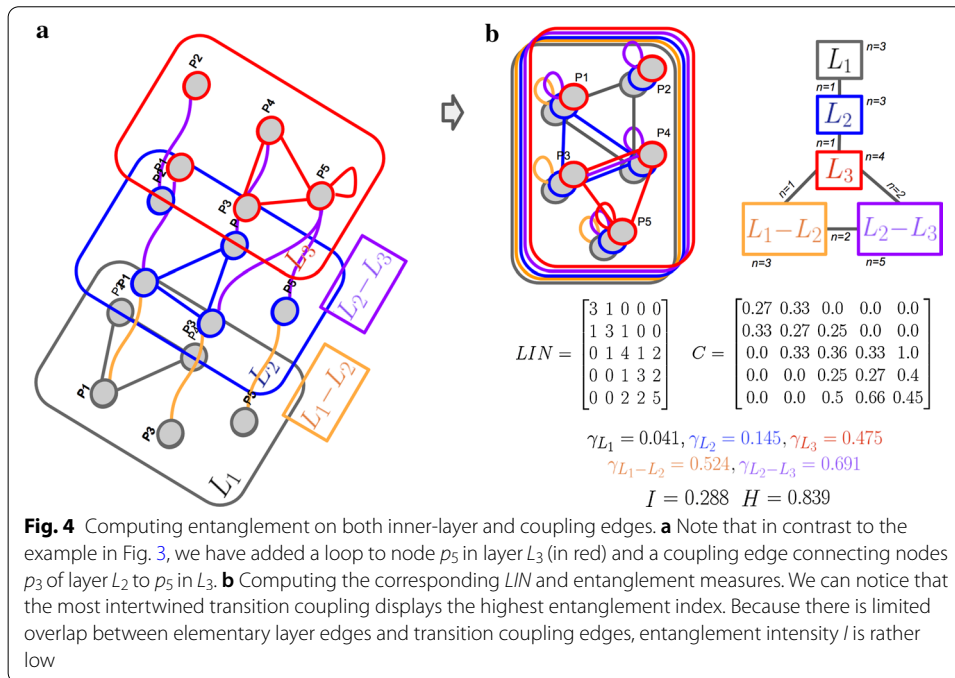 a
P2
P4
P1
P2
P5
P3
P
L3
P1
P3
P5
L2−L3
P2
P2
L2
P1
P3
P5
L1−L2
L1
b
P1
P2
P3
P4
P5
L1 n=3
n=1
L2 n=3
n=1
L3 n=4
n=1 n=2
L1−L2 n=2 L2−L3
n=3 n=5
LIN = [3 1 0 0 0
1 3 1 0 0
0 1 4 1 2
0 0 1 3 2
0 0 2 2 5]
C = [0.27 0.33 0.0 0.0 0.0
0.33 0.27 0.25 0.0 0.0
0.0 0.33 0.36 0.33 1.0
0.0 0.0 0.25 0.27 0.4
0.0 0.0 0.5 0.66 0.45]
γL1 = 0.041, γL2 = 0.145, γL3 = 0.475
γL1−L2 = 0.524, γL2−L3 = 0.691
I = 0.288 H = 0.839
Fig. 4 Computing entanglement on both inner-layer and coupling edges. a Note that in contrast to the
example in Fig. 3, we have added a loop to node p5 in layer L3 (in red) and a coupling edge connecting nodes
p3 of layer L2 to p5 in L3. b Computing the corresponding LIN and entanglement measures. We can notice that
the most intertwined transition coupling displays the highest entanglement index. Because there is limited
overlap between elementary layer edges and transition coupling edges, entanglement intensity I is rather
low